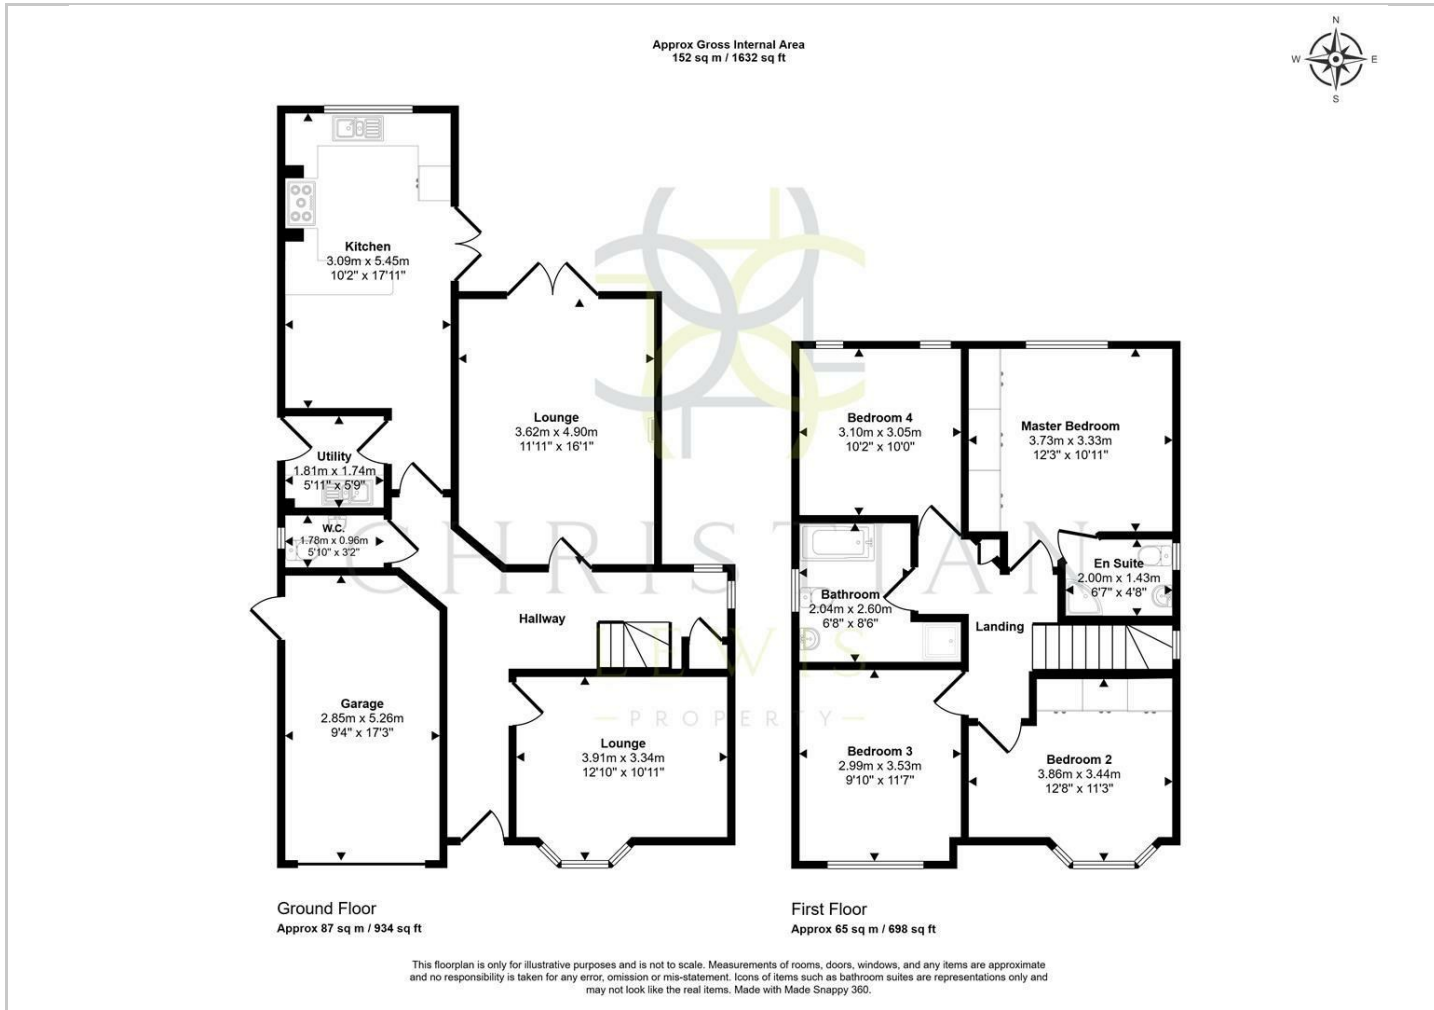 Approx Gross Internal Area
152 sq m / 1632 sq ft
N
W
E
S
Kitchen
3.09m x 5.45m
10'2" x 17'11"
Lounge
3.62m x 4.90m
11'11" x 16'1"
Utility
1.81m x 1.74m
5'11" x 5'9"
W.C.
1.78m x 0.96m
5'10" x 3'2"
Hallway
Garage
2.85m x 5.26m
9'4" x 17'3"
Lounge
3.91m x 3.34m
12'10" x 10'11"
Bedroom 4
3.10m x 3.05m
10'2" x 10'0"
Master Bedroom
3.73m x 3.33m
12'3" x 10'11"
En Suite
2.00m x 1.43m
6'7" x 4'8"
Bathroom
2.04m x 2.60m
6'8" x 8'6"
Landing
Bedroom 3
2.99m x 3.53m
9'10" x 11'7"
Bedroom 2
3.86m x 3.44m
12'8" x 11'3"
CHRISTIAN
LEWIS
PROPERTY
Ground Floor
Approx 87 sq m / 934 sq ft
First Floor
Approx 65 sq m / 698 sq ft
This floorplan is only for illustrative purposes and is not to scale. Measurements of rooms, doors, windows, and any items are approximate
and no responsibility is taken for any error, omission or mis-statement. Icons of items such as bathroom suites are representations only and
may not look like the real items. Made with Made Snappy 360.